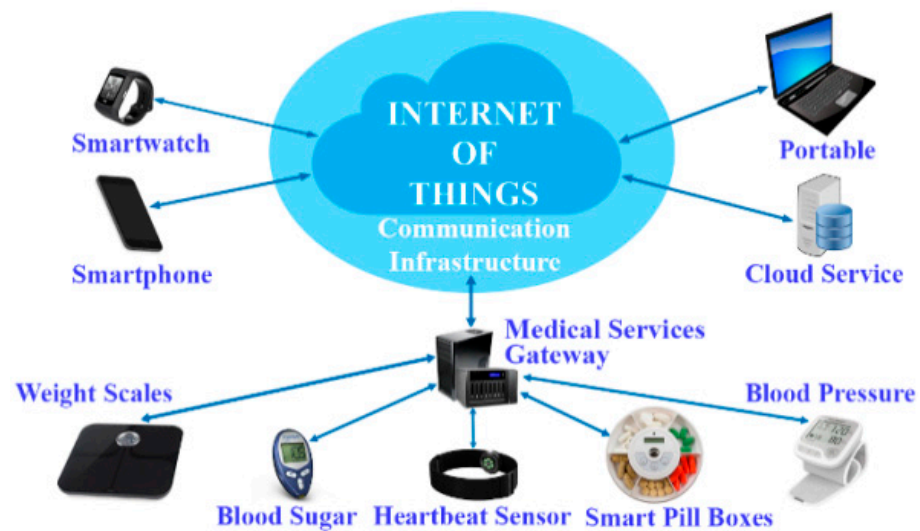 INTERNET
OF
THINGS
Communication
Infrastructure
Smartwatch
Portable
Smartphone
Cloud Service
Medical Services
Gateway
Weight Scales
Blood Pressure
Blood Sugar
Heartbeat Sensor
Smart Pill Boxes